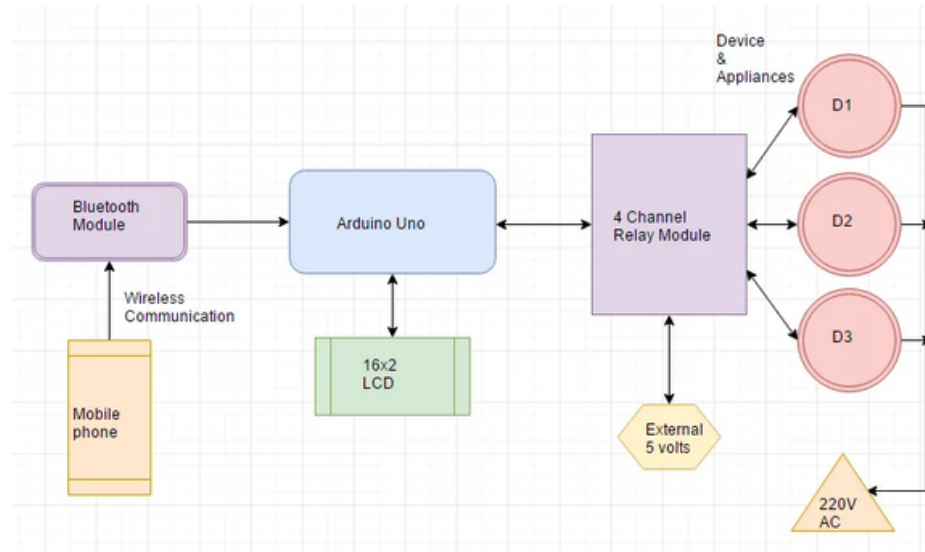 Device
&
Appliances
D1
Bluetooth
Module
Arduino Uno
4 Channel
Relay Module
D2
Wireless
Communication
16x2
LCD
D3
Mobile
phone
External
5 volts
220V
AC